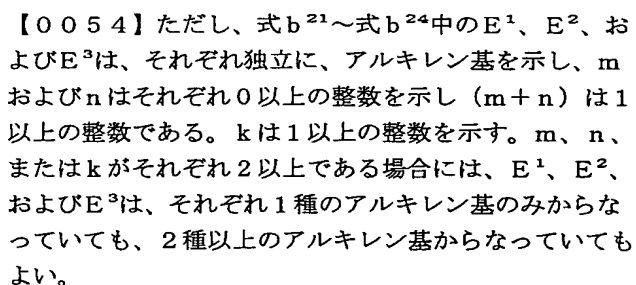 【0054】ただし、式b²¹~式b²⁴中のE¹、E²、お
よびE³は、それぞれ独立に、アルキレン基を示し、m
およびnはそれぞれ0以上の整数を示し(m+n)は1
以上の整数である。kは1以上の整数を示す。m、n、
またはkがそれぞれ2以上である場合には、E¹、E²、
およびE³は、それぞれ1種のアルキレン基のみからな
っていても、2種以上のアルキレン基からなっていても
よい。